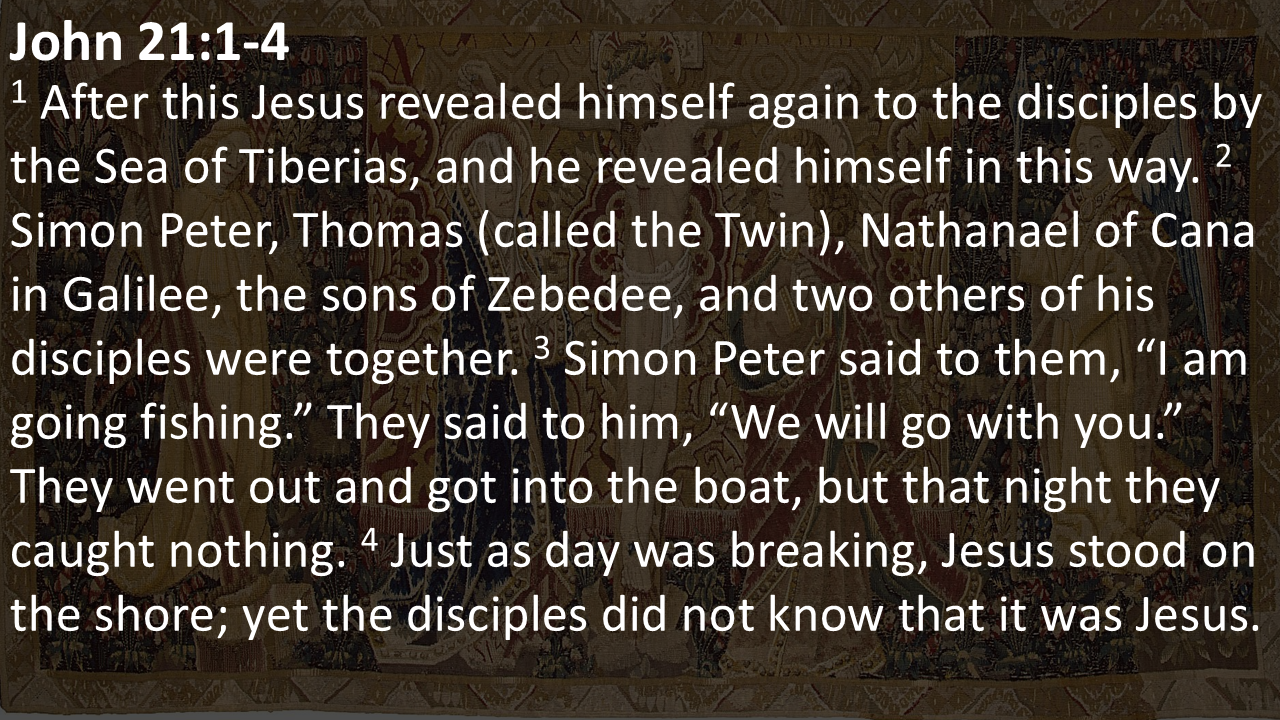 John 21:1-4
1 After this Jesus revealed himself again to the disciples by
the Sea of Tiberias, and he revealed himself in this way. 2
Simon Peter, Thomas (called the Twin), Nathanael of Cana
in Galilee, the sons of Zebedee, and two others of his
disciples were together. 3 Simon Peter said to them, “I am
going fishing.” They said to him, “We will go with you.”
They went out and got into the boat, but that night they
caught nothing. 4 Just as day was breaking, Jesus stood on
the shore; yet the disciples did not know that it was Jesus.